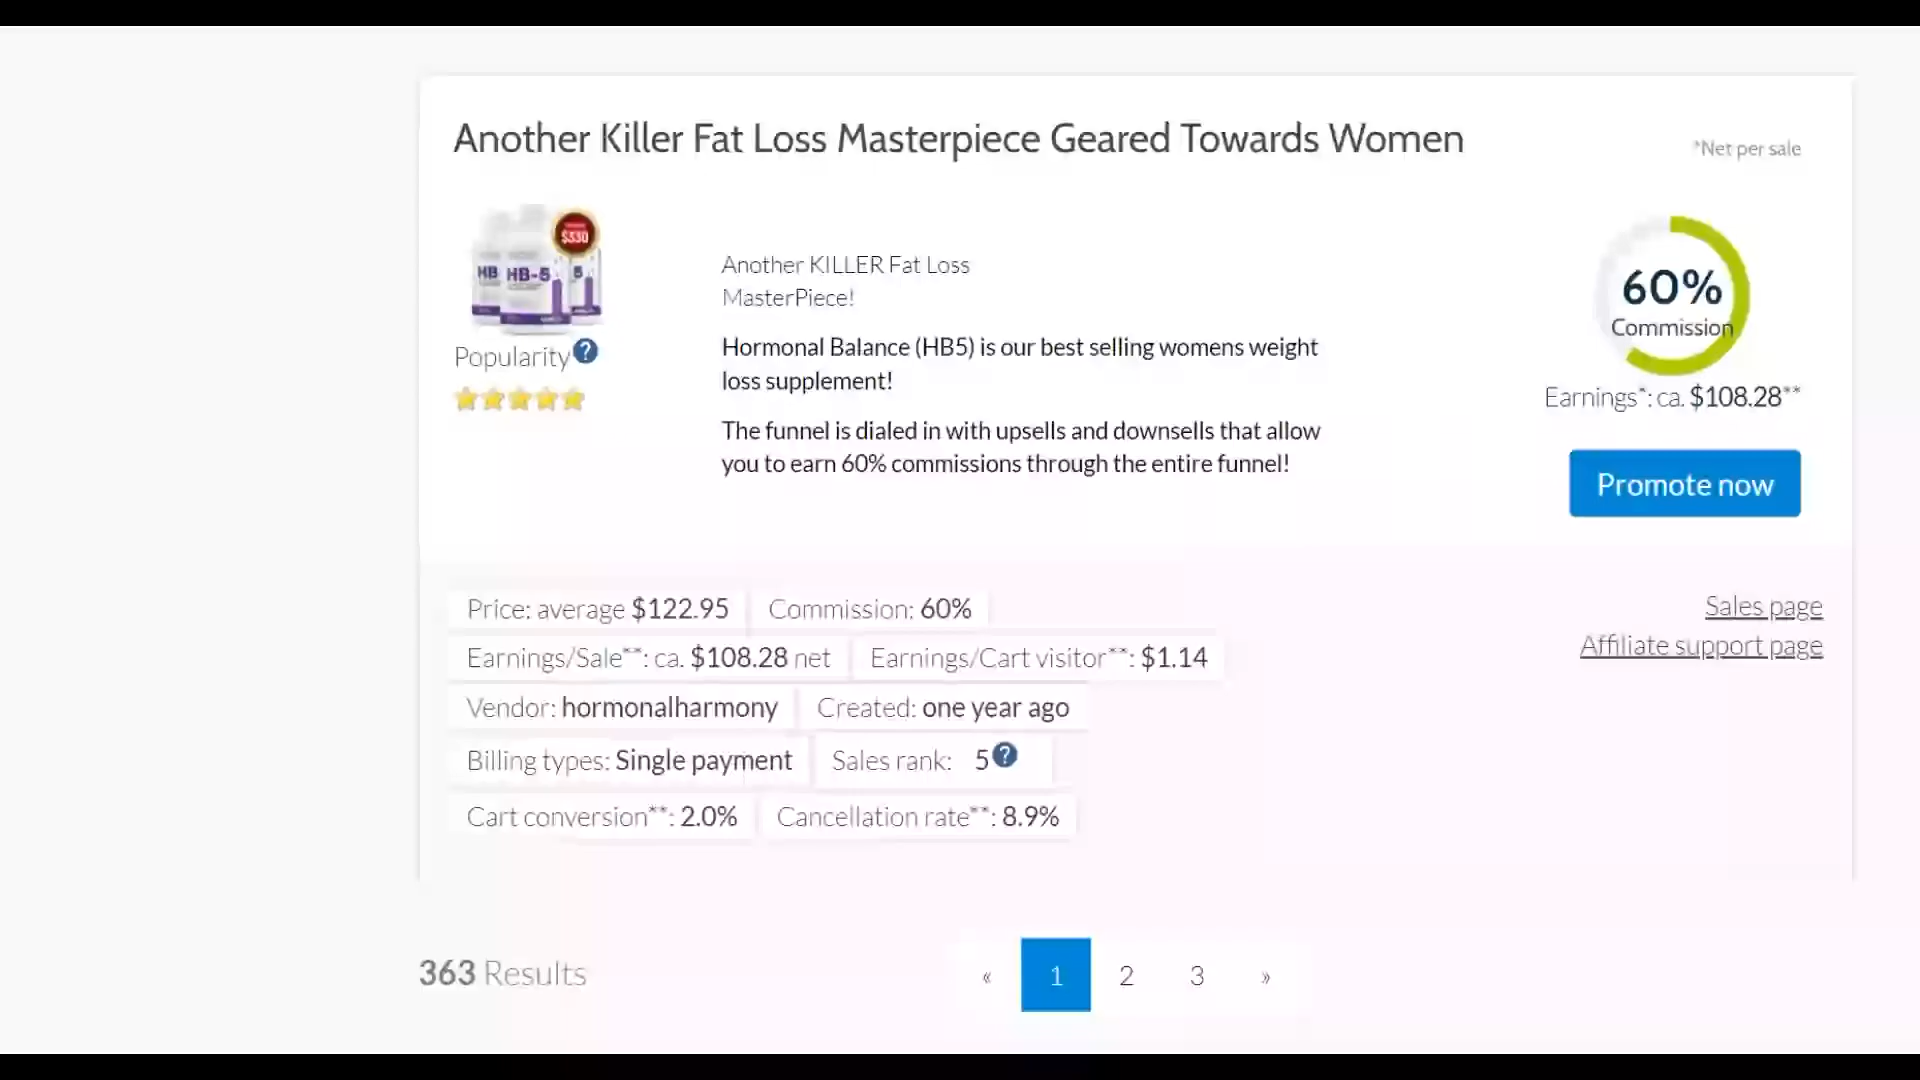 Another Killer Fat Loss Masterpiece Geared Towards Women
*Net per sale
$530
HB HB-5 5
Popularity ?
Another KILLER Fat Loss
MasterPiece!
Hormonal Balance (HB5) is our best selling womens weight
loss supplement!
The funnel is dialed in with upsells and downsells that allow
you to earn 60% commissions through the entire funnel!
60%
Commission
Earnings*: ca. $108.28**
Promote now
Price: average $122.95 Commission: 60%
Earnings/Sale**: ca. $108.28 net Earnings/Cart visitor**: $1.14
Vendor: hormonalharmony Created: one year ago
Billing types: Single payment Sales rank: 5 ?
Cart conversion**: 2.0% Cancellation rate**: 8.9%
Sales page
Affiliate support page
363 Results
« 1 2 3 »